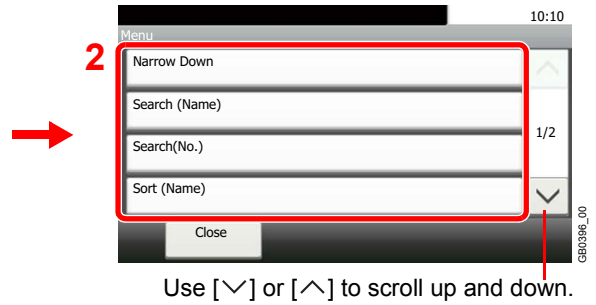 10:10
Menu
2
Narrow Down
Search (Name)
1/2
Search(No.)
Sort (Name)
Close
GB0396_00
Use [∨] or [∧] to scroll up and down.